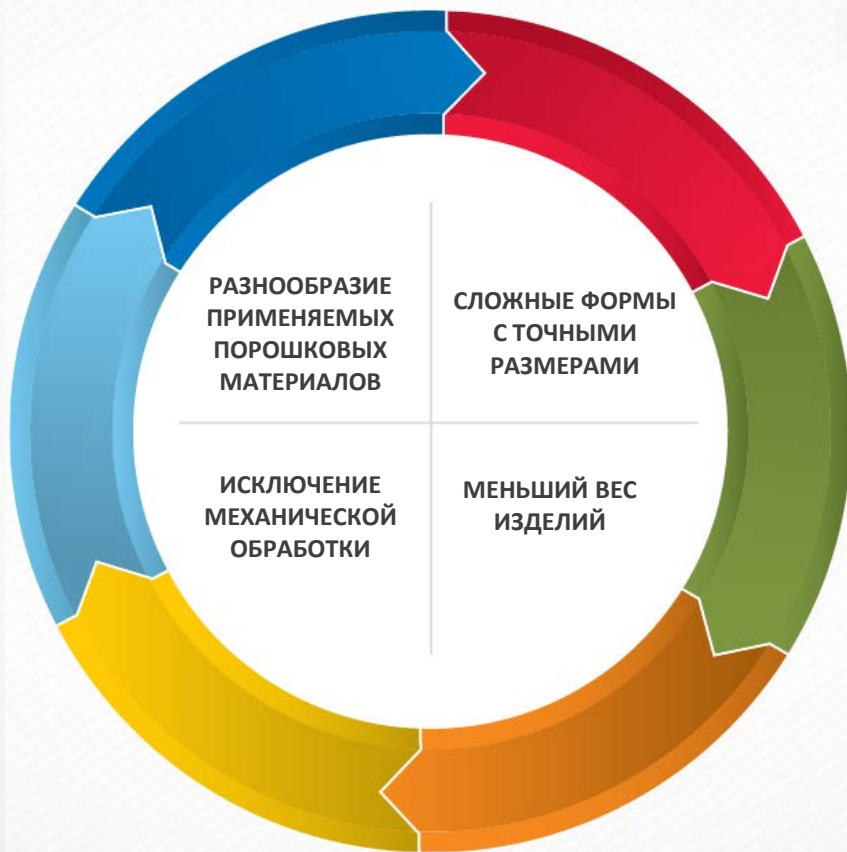 РАЗНООБРАЗИЕ
ПРИМЕНЯЕМЫХ
ПОРОШКОВЫХ
МАТЕРИАЛОВ
СЛОЖНЫЕ ФОРМЫ
С ТОЧНЫМИ
РАЗМЕРАМИ
ИСКЛЮЧЕНИЕ
МЕХАНИЧЕСКОЙ
ОБРАБОТКИ
МЕНЬШИЙ ВЕС
ИЗДЕЛИЙ